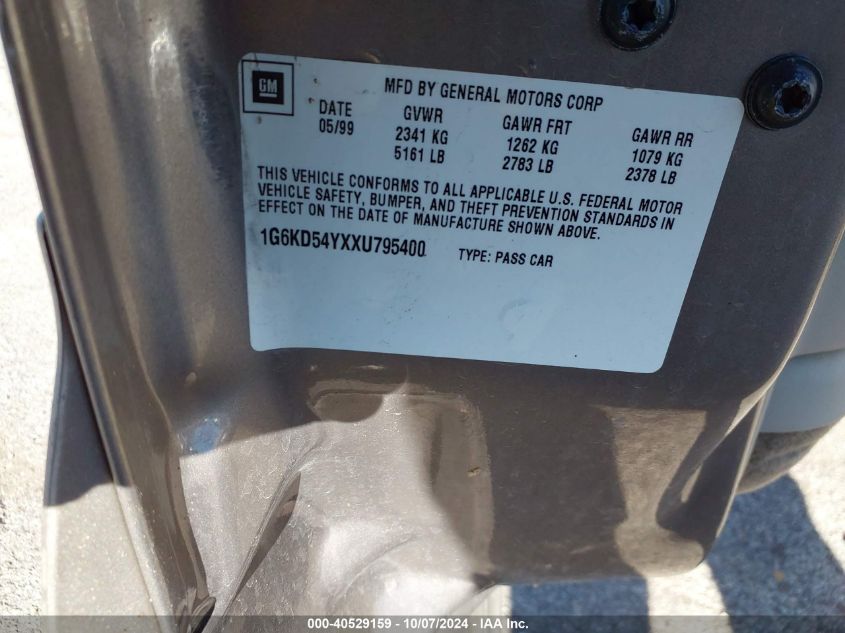 GM
MFD BY GENERAL MOTORS CORP
DATE GVWR GAWR FRT GAWR RR
05/99 2341 KG 1262 KG 1079 KG
5161 LB 2783 LB 2378 LB
THIS VEHICLE CONFORMS TO ALL APPLICABLE U.S. FEDERAL MOTOR
VEHICLE SAFETY, BUMPER, AND THEFT PREVENTION STANDARDS IN
EFFECT ON THE DATE OF MANUFACTURE SHOWN ABOVE.
1G6KD54YXXU795400 TYPE: PASS CAR
000-40529159 - 10/07/2024 - IAA Inc.